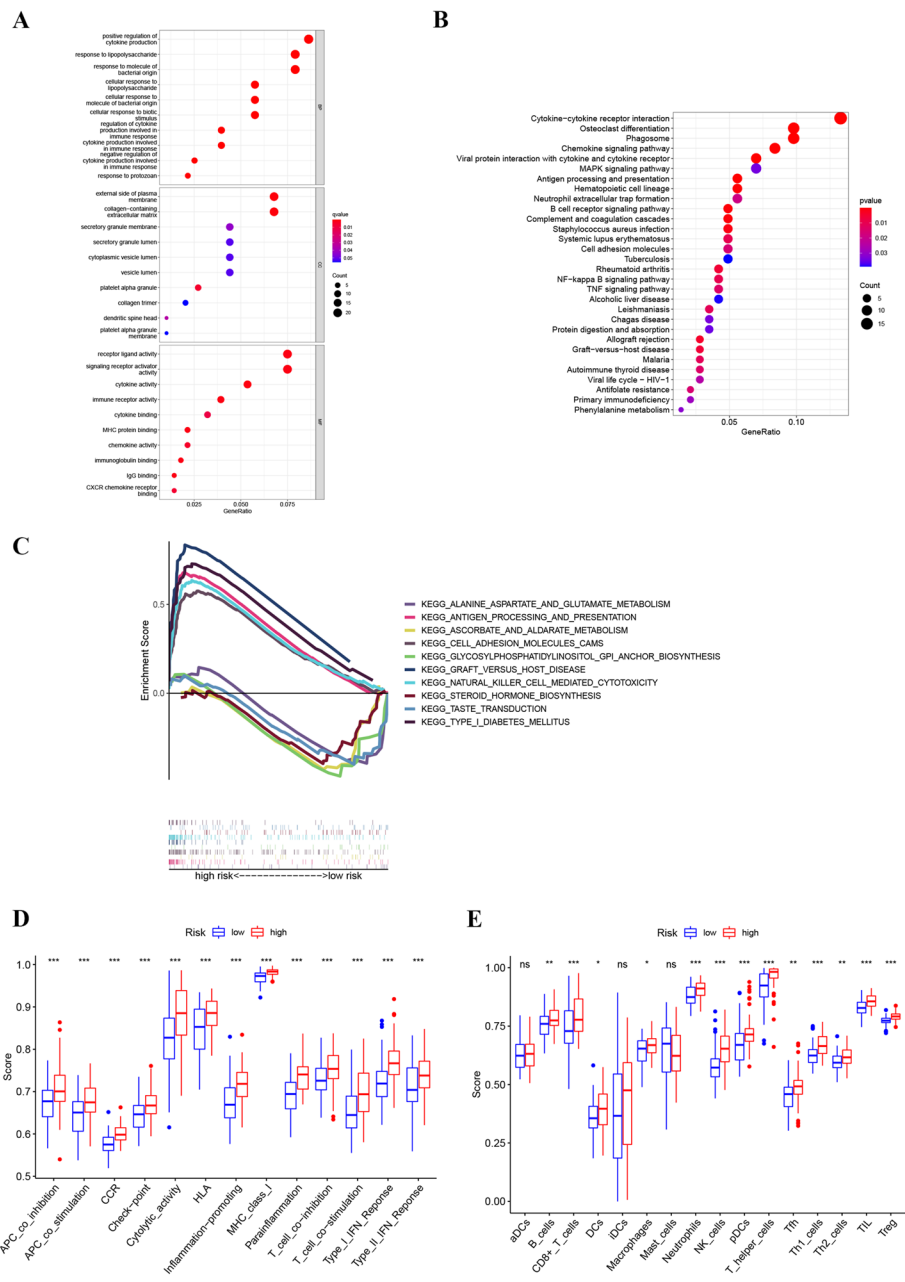 A
positive regulation of
cytokine production
response to lipopolysaccharide
response to molecule of
bacterial origin
cellular response to
lipopolysaccharide
cellular response to
molecule of bacterial origin
cellular response to biotic
stimulus
regulation of cytokine
production involved in
immune response
cytokine production involved
in immune response
negative regulation of
cytokine production involved
in immune response
response to protozoan
BP
external side of plasma
membrane
collagen-containing
extracellular matrix
secretory granule membrane
secretory granule lumen
cytoplasmic vesicle lumen
vesicle lumen
platelet alpha granule
collagen trimer
dendritic spine head
platelet alpha granule
membrane
CC
receptor ligand activity
signaling receptor activator
activity
cytokine activity
immune receptor activity
cytokine binding
MHC protein binding
chemokine activity
immunoglobulin binding
IgG binding
CXCR chemokine receptor
binding
MF
0.025 0.050 0.075
GeneRatio
qvalue
0.01
0.02
0.03
0.04
0.05
Count
5
10
15
20
B
Cytokine-cytokine receptor interaction
Osteoclast differentiation
Phagosome
Chemokine signaling pathway
Viral protein interaction with cytokine and cytokine receptor
MAPK signaling pathway
Antigen processing and presentation
Hematopoietic cell lineage
Neutrophil extracellular trap formation
B cell receptor signaling pathway
Complement and coagulation cascades
Staphylococcus aureus infection
Systemic lupus erythematosus
Cell adhesion molecules
Tuberculosis
Rheumatoid arthritis
NF-kappa B signaling pathway
TNF signaling pathway
Alcoholic liver disease
Leishmaniasis
Chagas disease
Protein digestion and absorption
Allograft rejection
Graft-versus-host disease
Malaria
Autoimmune thyroid disease
Viral life cycle - HIV-1
Antifolate resistance
Primary immunodeficiency
Phenylalanine metabolism
0.05 0.10
GeneRatio
pvalue
0.01
0.02
0.03
Count
5
10
15
C
Enrichment Score
0.5
0.0
KEGG_ALANINE_ASPARTATE_AND_GLUTAMATE_METABOLISM
KEGG_ANTIGEN_PROCESSING_AND_PRESENTATION
KEGG_ASCORBATE_AND_ALDARATE_METABOLISM
KEGG_CELL_ADHESION_MOLECULES_CAMS
KEGG_GLYCOSYLPHOSPHATIDYLINOSITOL_GPI_ANCHOR_BIOSYNTHESIS
KEGG_GRAFT_VERSUS_HOST_DISEASE
KEGG_NATURAL_KILLER_CELL_MEDIATED_CYTOTOXICITY
KEGG_STEROID_HORMONE_BIOSYNTHESIS
KEGG_TASTE_TRANSDUCTION
KEGG_TYPE_I_DIABETES_MELLITUS
high risk<-------------->low risk
D
Risk low high
*** *** *** *** *** *** *** *** *** *** *** *** ***
Score
1.0
0.9
0.8
0.7
0.6
0.5
APC_co_inhibition
APC_co_stimulation
CCR
Check-point
Cytolytic_activity
HLA
Inflammation-promoting
MHC_class_I
Parainflammation
T_cell_co-inhibition
T_cell_co-stimulation
Type_I_IFN_Reponse
Type_II_IFN_Reponse
E
Risk low high
ns ** *** * ns * ns *** *** *** *** ** *** ** *** ***
Score
1.00
0.75
0.50
0.25
0.00
aDCs
B_cells
CD8+_T_cells
DCs
iDCs
Macrophages
Mast_cells
Neutrophils
NK_cells
pDCs
T_helper_cells
Tfh
Th1_cells
Th2_cells
TIL
Treg